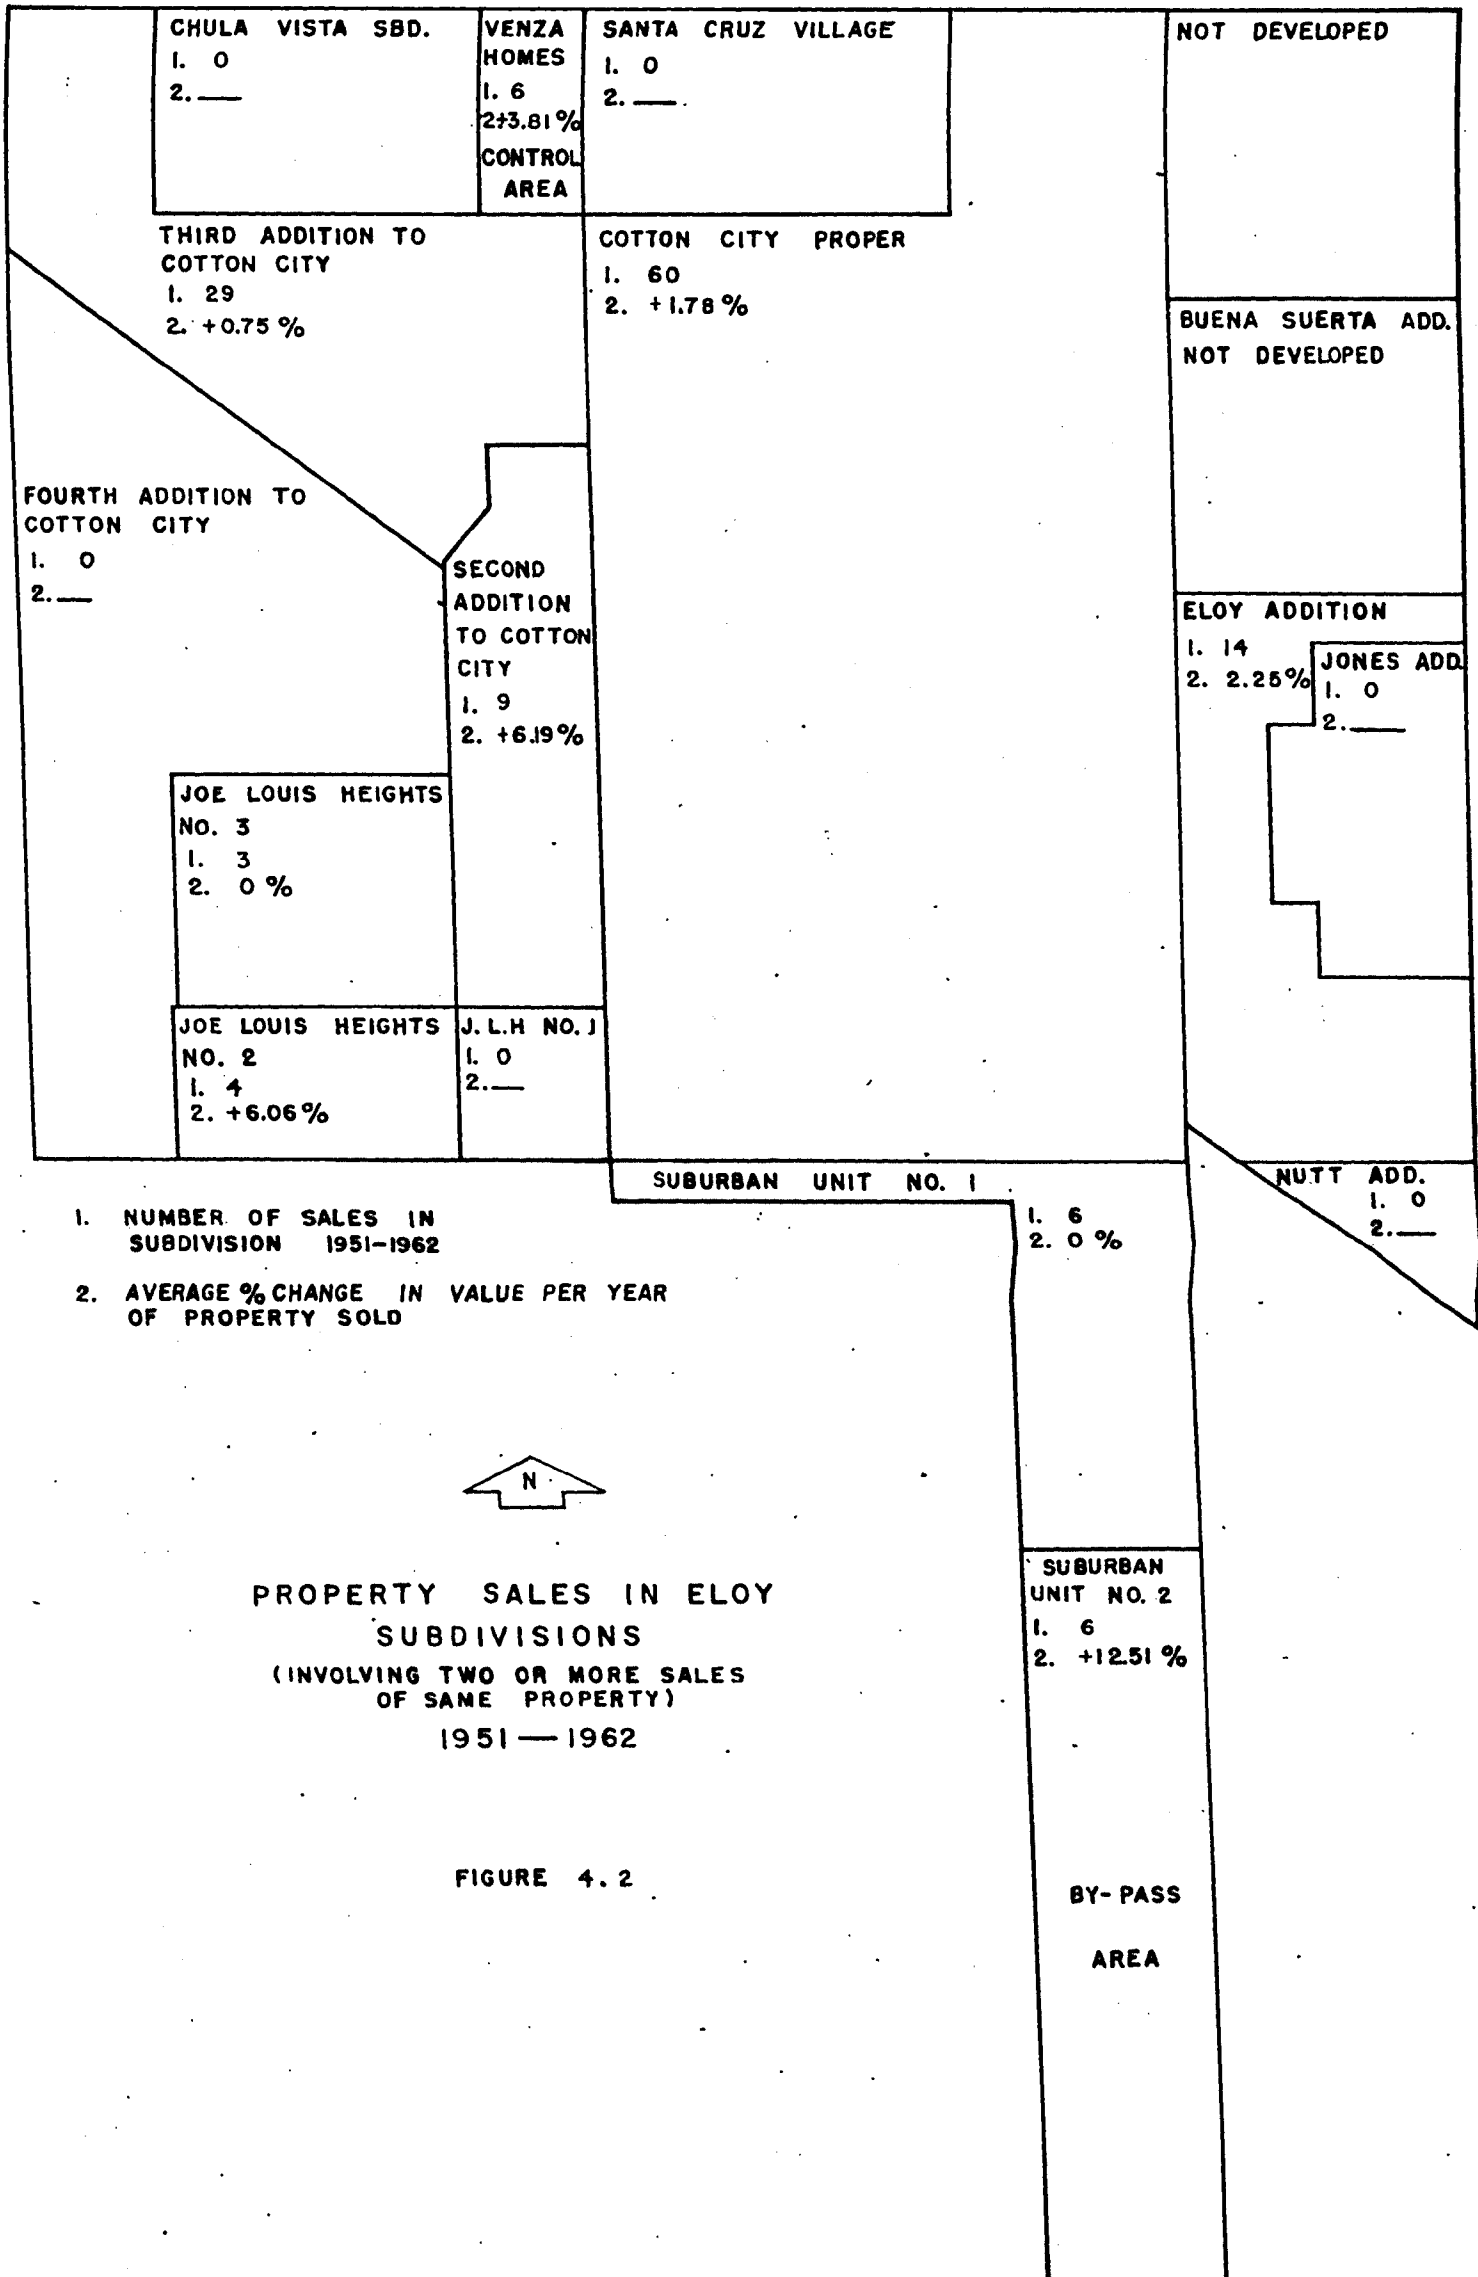 CHULA VISTA SBD.
1. 0
2. —
VENZA
HOMES
1. 6
2+3.81%
CONTROL
AREA
SANTA CRUZ VILLAGE
1. 0
2. —
NOT DEVELOPED
THIRD ADDITION TO
COTTON CITY
1. 29
2. +0.75%
COTTON CITY PROPER
1. 60
2. +1.78%
BUENA SUERTA ADD.
NOT DEVELOPED
FOURTH ADDITION TO
COTTON CITY
1. 0
2. —
SECOND
ADDITION
TO COTTON
CITY
1. 9
2. +6.19%
ELOY ADDITION
1. 14
2. 2.25%
JONES ADD.
1. 0
2. —
JOE LOUIS HEIGHTS
NO. 3
1. 3
2. 0%
JOE LOUIS HEIGHTS
NO. 2
1. 4
2. +6.06%
J.L.H NO. 1
1. 0
2. —
SUBURBAN UNIT NO. 1
1. 6
2. 0%
NUTT ADD.
1. 0
2. —
1. NUMBER OF SALES IN
SUBDIVISION 1951-1962
2. AVERAGE % CHANGE IN VALUE PER YEAR
OF PROPERTY SOLD
N
SUBURBAN
UNIT NO. 2
1. 6
2. +12.51%
PROPERTY SALES IN ELOY
SUBDIVISIONS
(INVOLVING TWO OR MORE SALES
OF SAME PROPERTY)
1951 — 1962
FIGURE 4.2
BY-PASS
AREA